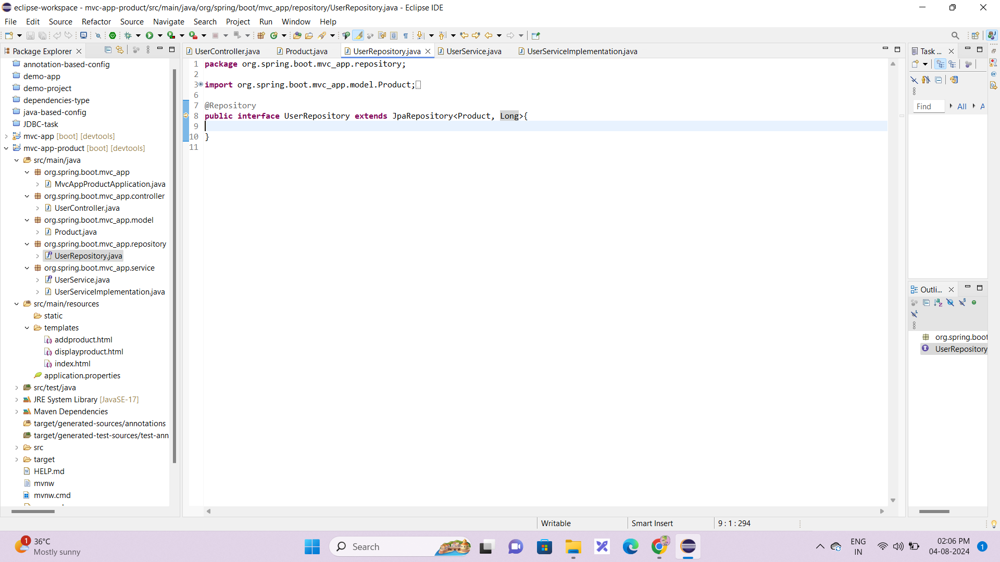 eclipse-workspace - mvc-app-product/src/main/java/org/spring/boot/mvc_app/repository/UserRepository.java - Eclipse IDE
File Edit Source Refactor Source Navigate Search Project Run Window Help
Package Explorer
annotation-based-config
demo-app
demo-project
dependencies-type
java-based-config
JDBC-task
mvc-app [boot] [devtools]
mvc-app-product [boot] [devtools]
src/main/java
org.spring.boot.mvc_app
MvcAppProductApplication.java
org.spring.boot.mvc_app.controller
UserController.java
org.spring.boot.mvc_app.model
Product.java
org.spring.boot.mvc_app.repository
UserRepository.java
org.spring.boot.mvc_app.service
UserService.java
UserServiceImplementation.java
src/main/resources
static
templates
addproduct.html
displayproduct.html
index.html
application.properties
src/test/java
JRE System Library [JavaSE-17]
Maven Dependencies
target/generated-sources/annotations
target/generated-test-sources/test-ann
src
target
HELP.md
mvnw
mvnw.cmd
UserController.java Product.java UserRepository.java UserService.java UserServiceImplementation.java
1 package org.spring.boot.mvc_app.repository;
2
3 import org.spring.boot.mvc_app.model.Product;
6
7 @Repository
8 public interface UserRepository extends JpaRepository<Product, Long>{
9
10 }
11
Task ...
Find All A
Outli...
org.spring.boot
UserRepository
Writable Smart Insert 9 : 1 : 294
1
36°C
Mostly sunny
Search
ENG
IN
02:06 PM
04-08-2024
1